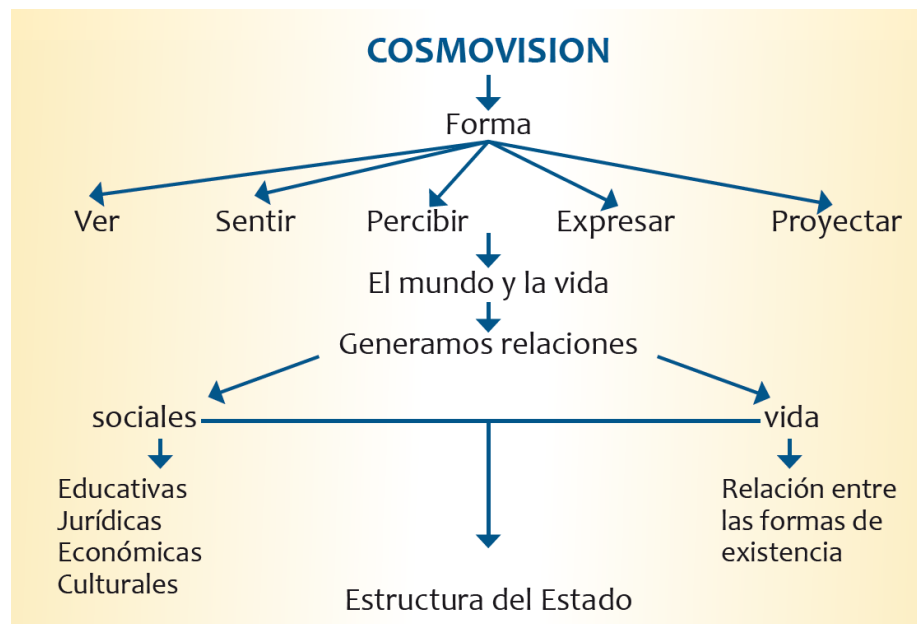 COSMOVISION
Forma
Ver
Sentir
Percibir
Expresar
Proyectar
El mundo y la vida
Generamos relaciones
sociales
vida
Educativas
Jurídicas
Económicas
Culturales
Relación entre
las formas de
existencia
Estructura del Estado